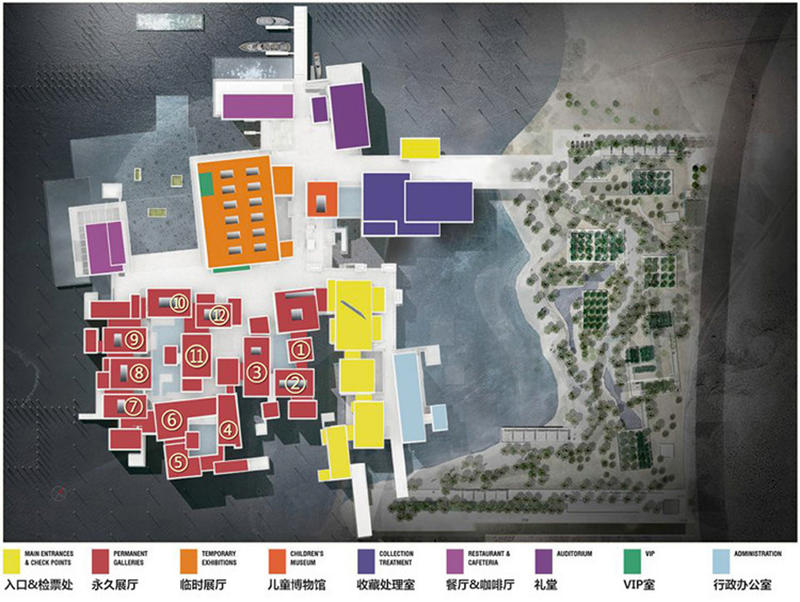 ⑩
⑫
⑨
⑪
①
⑧
③
②
⑦
⑥
④
⑤
MAIN ENTRANCES
& CHECK POINTS
入口&检票处
PERMANENT
GALLERIES
永久展厅
TEMPORARY
EXHIBITIONS
临时展厅
CHILDREN'S
MUSEUM
儿童博物馆
COLLECTION
TREATMENT
收藏处理室
RESTAURANT &
CAFETERIA
餐厅&咖啡厅
AUDITORIUM
礼堂
VIP
VIP室
ADMINISTRATION
行政办公室